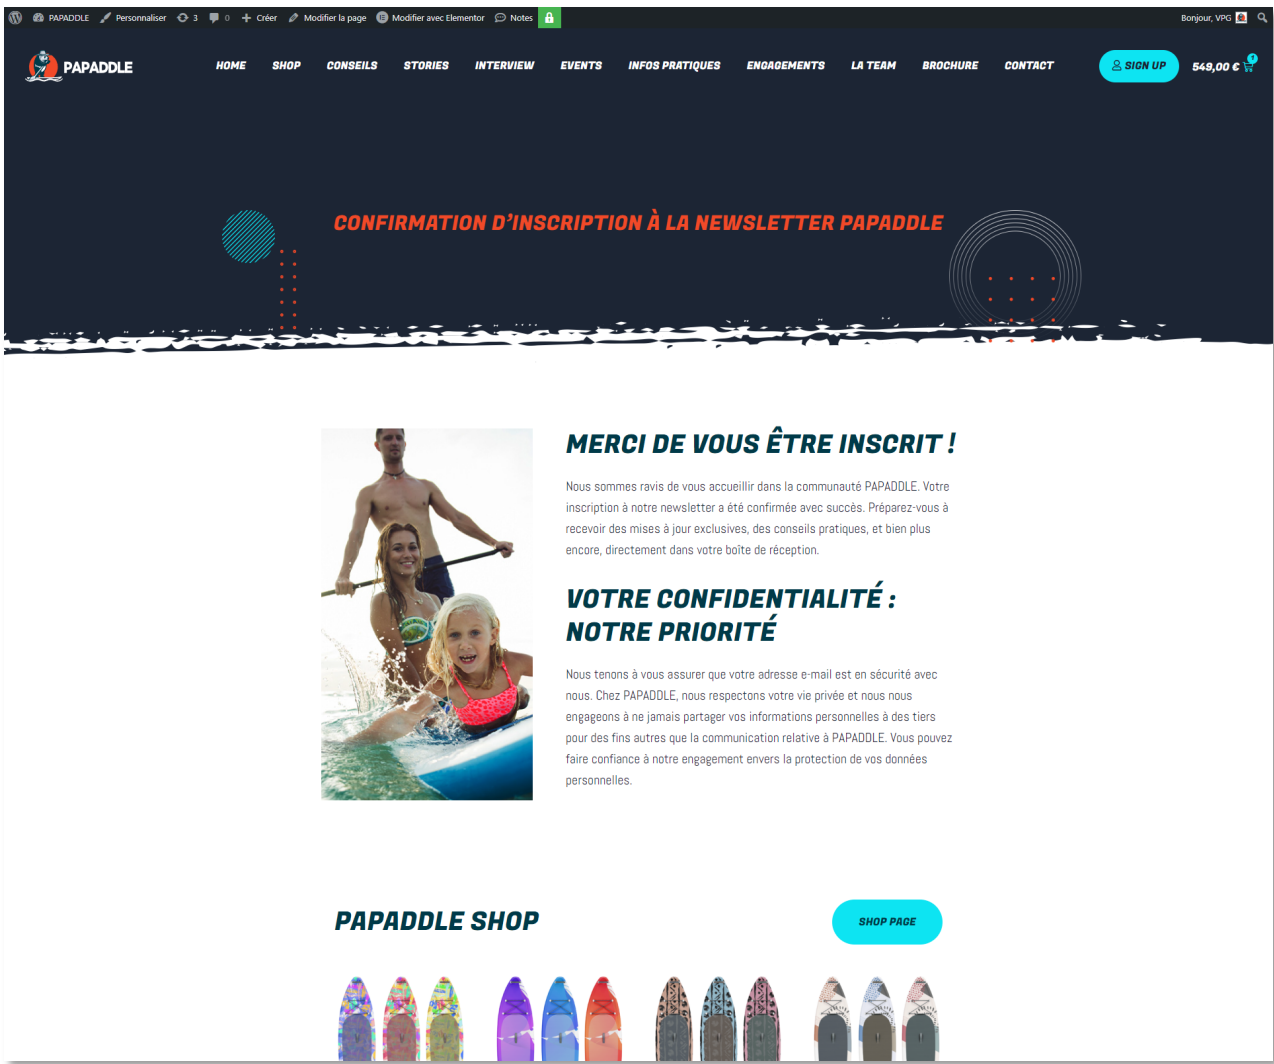 PAPADDLE Personnaliser 3 0 Créer Modifier la page Modifier avec Elementor Notes Bonjour, VPG
PAPADDLE HOME SHOP CONSEILS STORIES INTERVIEW EVENTS INFOS PRATIQUES ENGAGEMENTS LA TEAM BROCHURE CONTACT SIGN UP 549,00 €
CONFIRMATION D’INSCRIPTION À LA NEWSLETTER PAPADDLE
MERCI DE VOUS ÊTRE INSCRIT !
Nous sommes ravis de vous accueillir dans la communauté PAPADDLE. Votre
inscription à notre newsletter a été confirmée avec succès. Préparez-vous à
recevoir des mises à jour exclusives, des conseils pratiques, et bien plus
encore, directement dans votre boîte de réception.
VOTRE CONFIDENTIALITÉ :
NOTRE PRIORITÉ
Nous tenons à vous assurer que votre adresse e-mail est en sécurité avec
nous. Chez PAPADDLE, nous respectons votre vie privée et nous nous
engageons à ne jamais partager vos informations personnelles à des tiers
pour des fins autres que la communication relative à PAPADDLE. Vous pouvez
faire confiance à notre engagement envers la protection de vos données
personnelles.
PAPADDLE SHOP
SHOP PAGE